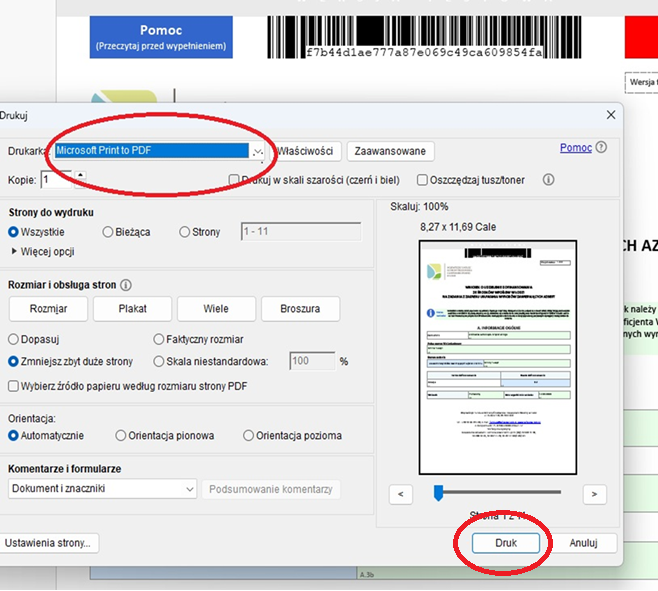 Pomoc
(Przeczytaj przed wypełnieniem)
f7b44d1ae777a87e069c49ca609854fa
Wersja f
Drukuj
Drukarka: Microsoft Print to PDF Właściwości Zaawansowane Pomoc
Kopie: 1 Drukuj w skali szarości (czerń i biel) Oszczędzaj tusz/toner
Strony do wydruku
Wszystkie Bieżąca Strony 1 - 11
Więcej opcji
Rozmiar i obsługa stron
Rozmiar Plakat Wiele Broszura
Dopasuj Faktyczny rozmiar
Zmniejsz zbyt duże strony Skala niestandardowa: 100 %
Wybierz źródło papieru według rozmiaru strony PDF
Orientacja:
Automatycznie Orientacja pionowa Orientacja pozioma
Komentarze i formularze
Dokument i znaczniki Podsumowanie komentarzy
Skaluj: 100%
8,27 x 11,69 Cale
A. INFORMACJE OGÓLNE
< >
Strona 1 z 11
Ustawienia strony... Druk Anuluj
CH AZ
k należy
ficjenta W
nych wym
A.3b